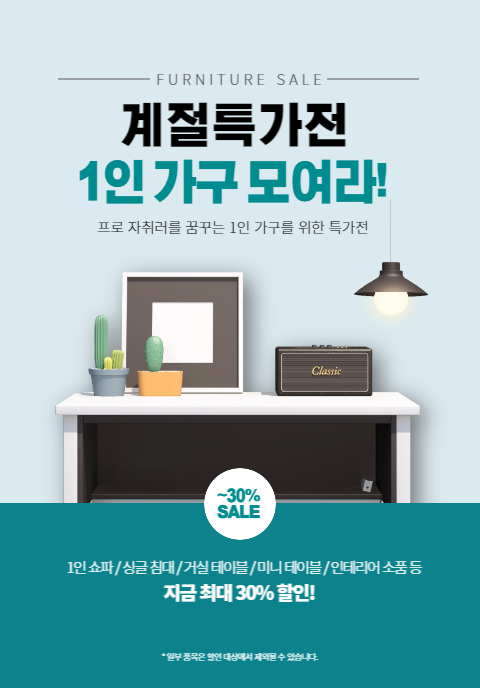 FURNITURE SALE
계절특가전
1인 가구 모여라!
프로 자취러를 꿈꾸는 1인 가구를 위한 특가전
Classic
~30%
SALE
1인 쇼파 / 싱글 침대 / 거실 테이블 / 미니 테이블 / 인테리어 소품 등
지금 최대 30% 할인!
* 일부 품목은 할인 대상에서 제외될 수 있습니다.